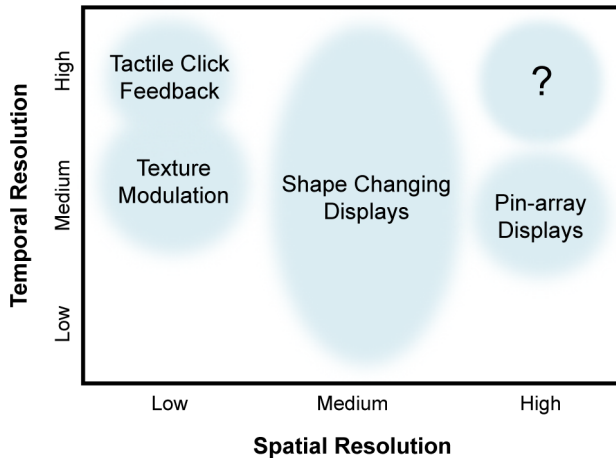 Temporal Resolution
High
Medium
Low
Tactile Click
Feedback
Texture
Modulation
Shape Changing
Displays
?
Pin-array
Displays
Low
Medium
High
Spatial Resolution